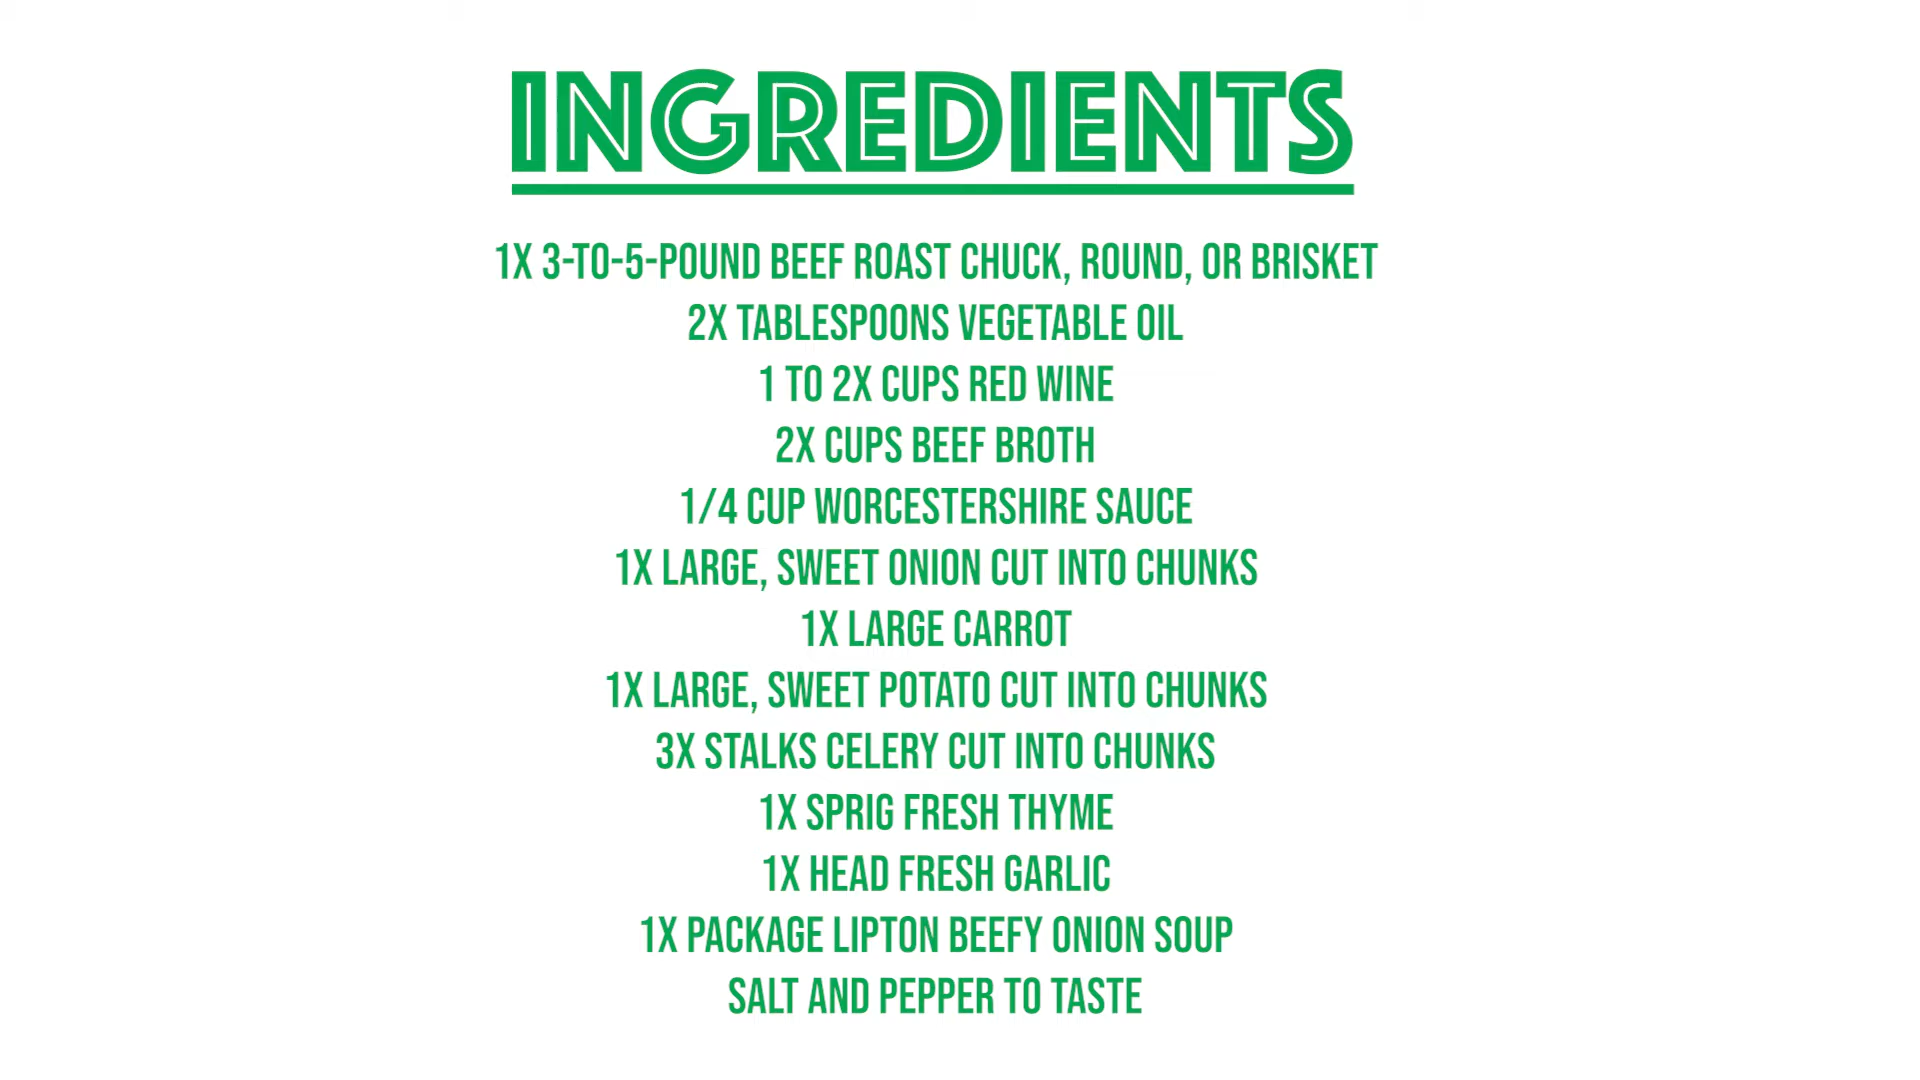 INGREDIENTS
1X 3-TO-5-POUND BEEF ROAST CHUCK, ROUND, OR BRISKET
2X TABLESPOONS VEGETABLE OIL
1 TO 2X CUPS RED WINE
2X CUPS BEEF BROTH
1/4 CUP WORCESTERSHIRE SAUCE
1X LARGE, SWEET ONION CUT INTO CHUNKS
1X LARGE CARROT
1X LARGE, SWEET POTATO CUT INTO CHUNKS
3X STALKS CELERY CUT INTO CHUNKS
1X SPRIG FRESH THYME
1X HEAD FRESH GARLIC
1X PACKAGE LIPTON BEEFY ONION SOUP
SALT AND PEPPER TO TASTE